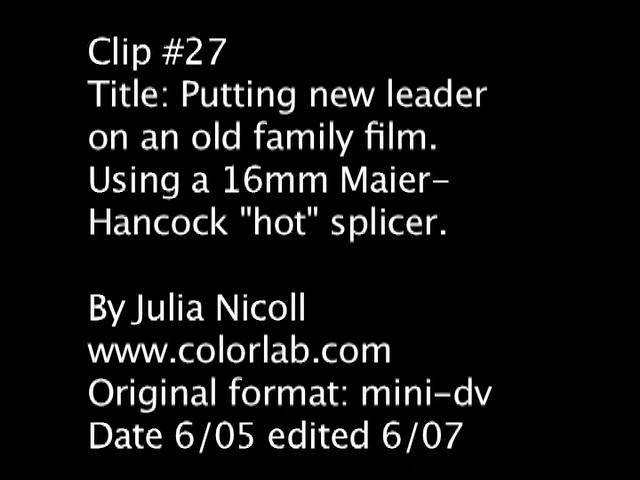 Clip #27
Title: Putting new leader
on an old family film.
Using a 16mm Maier-
Hancock "hot" splicer.
By Julia Nicoll
www.colorlab.com
Original format: mini-dv
Date 6/05 edited 6/07